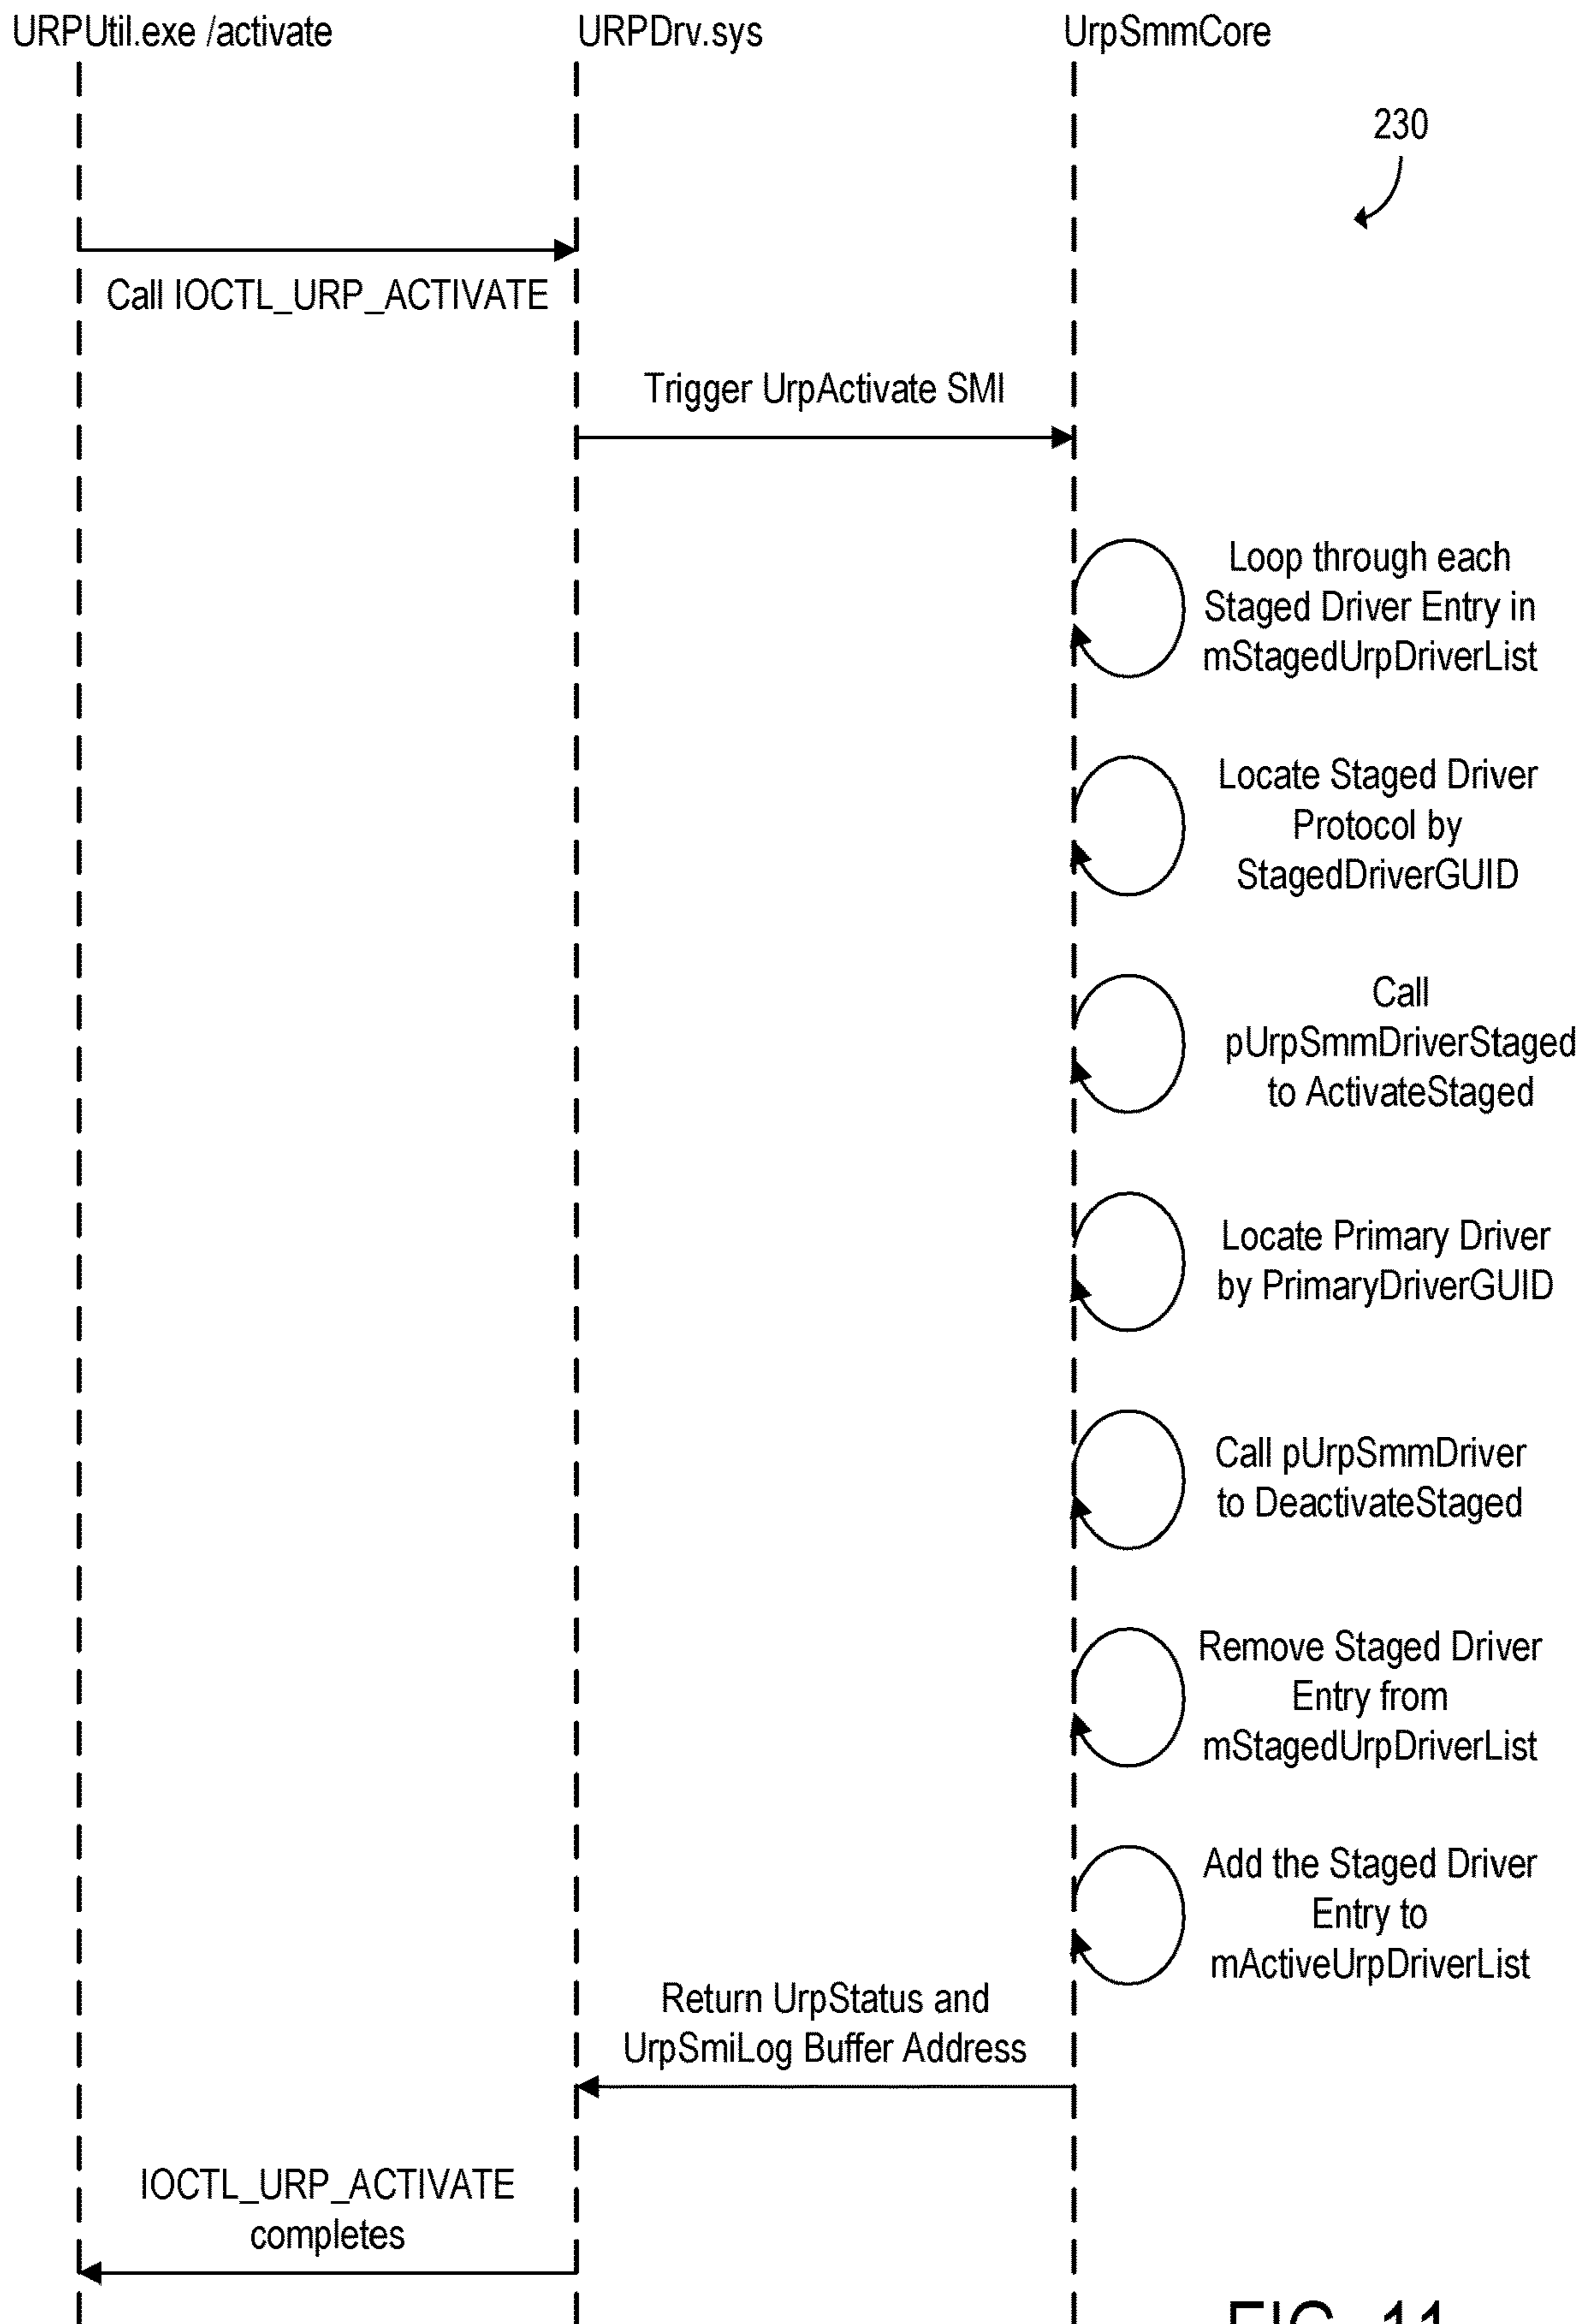 URPUtil.exe /activate
URPDrv.sys
UrpSmmCore
230
Call IOCTL_URP_ACTIVATE
Trigger UrpActivate SMI
Loop through each
Staged Driver Entry in
mStagedUrpDriverList
Locate Staged Driver
Protocol by
StagedDriverGUID
Call
pUrpSmmDriverStaged
to ActivateStaged
Locate Primary Driver
by PrimaryDriverGUID
Call pUrpSmmDriver
to DeactivateStaged
Remove Staged Driver
Entry from
mStagedUrpDriverList
Add the Staged Driver
Entry to
mActiveUrpDriverList
Return UrpStatus and
UrpSmiLog Buffer Address
IOCTL_URP_ACTIVATE
completes
FIG. 11